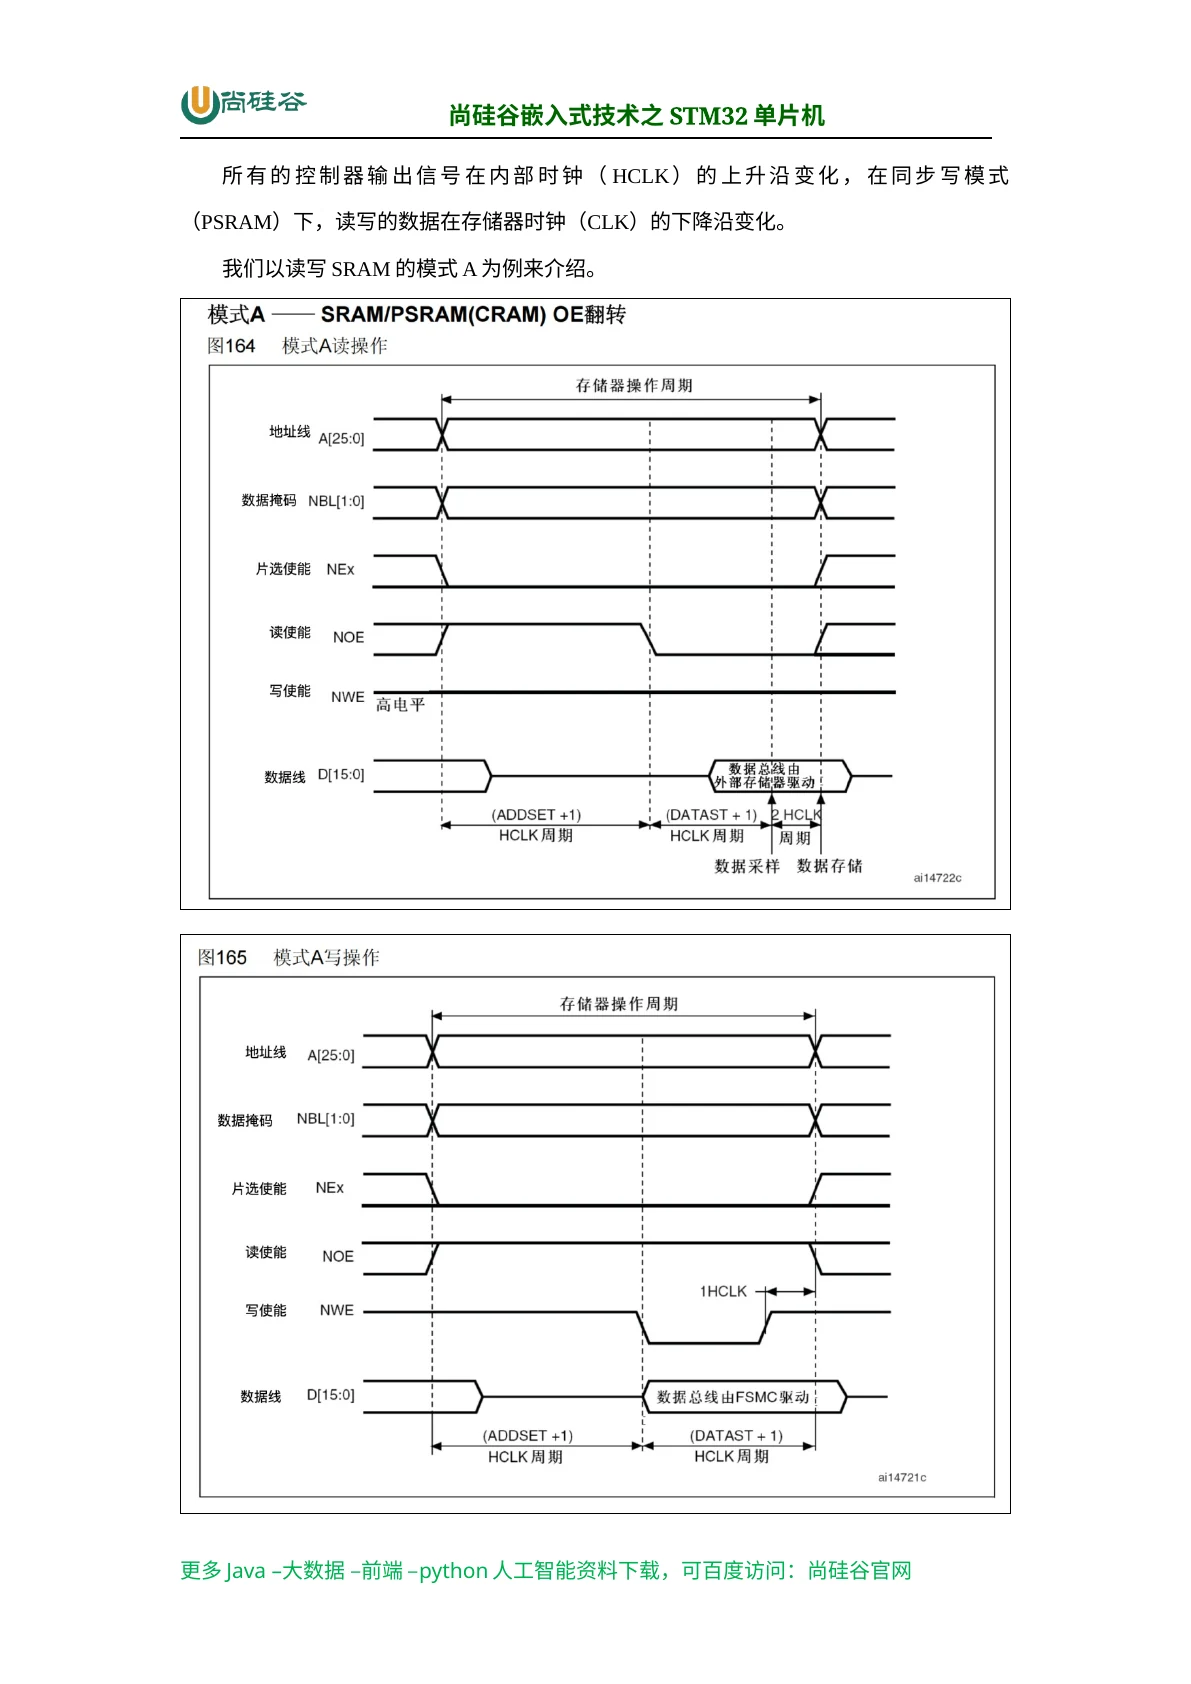 尚硅谷
尚硅谷嵌入式技术之 STM32 单片机
所有的控制器输出信号在内部时钟（HCLK）的上升沿变化，在同步写模式
（PSRAM）下，读写的数据在存储器时钟（CLK）的下降沿变化。
我们以读写 SRAM 的模式 A 为例来介绍。
模式A —— SRAM/PSRAM(CRAM) OE翻转
图164 模式A读操作
存储器操作周期
地址线 A[25:0]
数据掩码 NBL[1:0]
片选使能 NEx
读使能 NOE
写使能 NWE
高电平
数据线 D[15:0]
数据总线由
外部存储器驱动
(ADDSET +1) (DATAST + 1) 2 HCLK
HCLK 周期 HCLK 周期 周期
数据采样 数据存储
ai14722c
图165 模式A写操作
存储器操作周期
地址线 A[25:0]
数据掩码 NBL[1:0]
片选使能 NEx
读使能 NOE
1HCLK
写使能 NWE
数据线 D[15:0] 数据总线由FSMC驱动
(ADDSET +1) (DATAST + 1)
HCLK 周期 HCLK 周期
ai14721c
更多 Java –大数据 –前端 –python 人工智能资料下载，可百度访问：尚硅谷官网